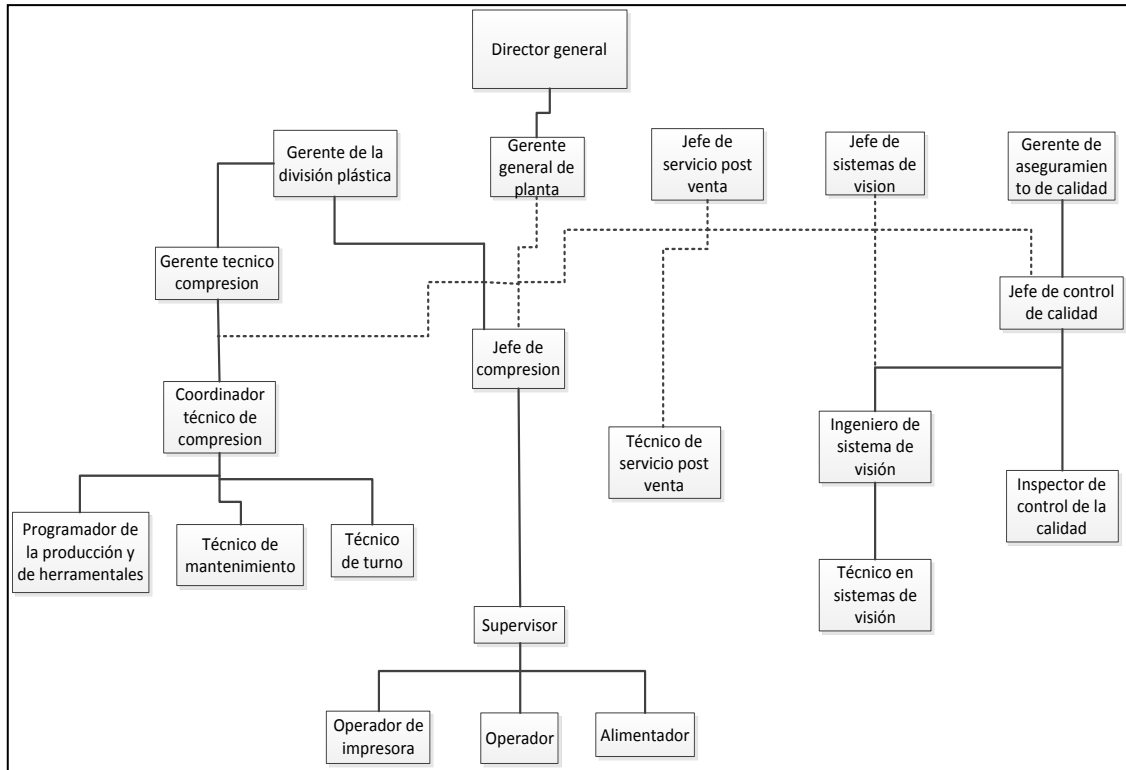 Director general
Gerente de la
división plástica
Gerente
general de
planta
Jefe de
servicio post
venta
Jefe de
sistemas de
vision
Gerente de
aseguramie
nto de calidad
Gerente tecnico
compresion
Jefe de control
de calidad
Jefe de
compresion
Coordinador
técnico de
compresion
Técnico de
servicio post
venta
Ingeniero de
sistema de
visión
Inspector de
control de la
calidad
Programador de
la producción y
de herramentales
Técnico de
mantenimiento
Técnico
de turno
Técnico en
sistemas de
visión
Supervisor
Operador de
impresora
Operador
Alimentador